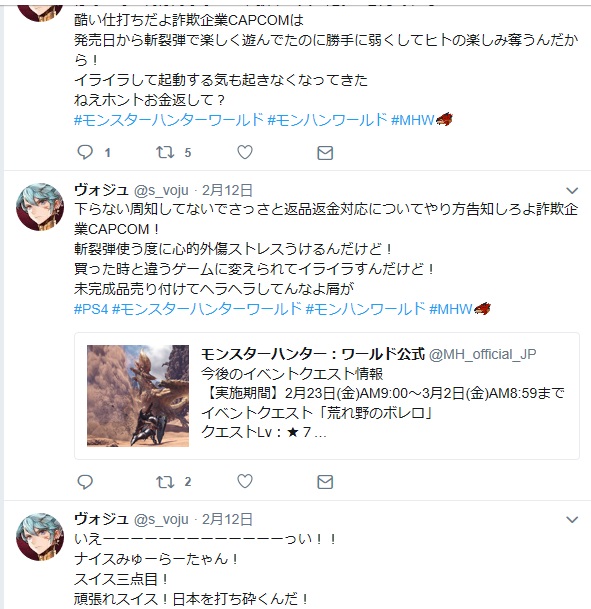 酷い仕打ちだよ詐欺企業CAPCOMは
発売日から斬裂弾で楽しく遊んでたのに勝手に弱くしてヒトの楽しみ奪うんだか
ら！
イライラして起動する気も起きなくなってきた
ねえホントお金返して？
#モンスターハンターワールド #モンハンワールド #MHW
1 5
ヴォジュ @s_voju · 2月12日
下らない周知してないでさっさと返品返金対応についてやり方告知しろよ詐欺企
業CAPCOM！
斬裂弾使う度に心的外傷ストレスうけるんだけど！
買った時と違うゲームに変えられてイライラすんだけど！
未完成品売り付けてヘラヘラしてんなよ屑が
#PS4 #モンスターハンターワールド #モンハンワールド #MHW
モンスターハンター：ワールド公式 @MH_official_JP
今後のイベントクエスト情報
【実施期間】2月23日(金)AM9:00～3月2日(金)AM8:59まで
イベントクエスト「荒れ野のボレロ」
クエストLv：★７...
2
ヴォジュ @s_voju · 2月12日
いえーーーーーーーーーーーーーっい！！
ナイスみゅーらーたゃん！
スイス三点目！
頑張れスイス！日本を打ち砕くんだ！